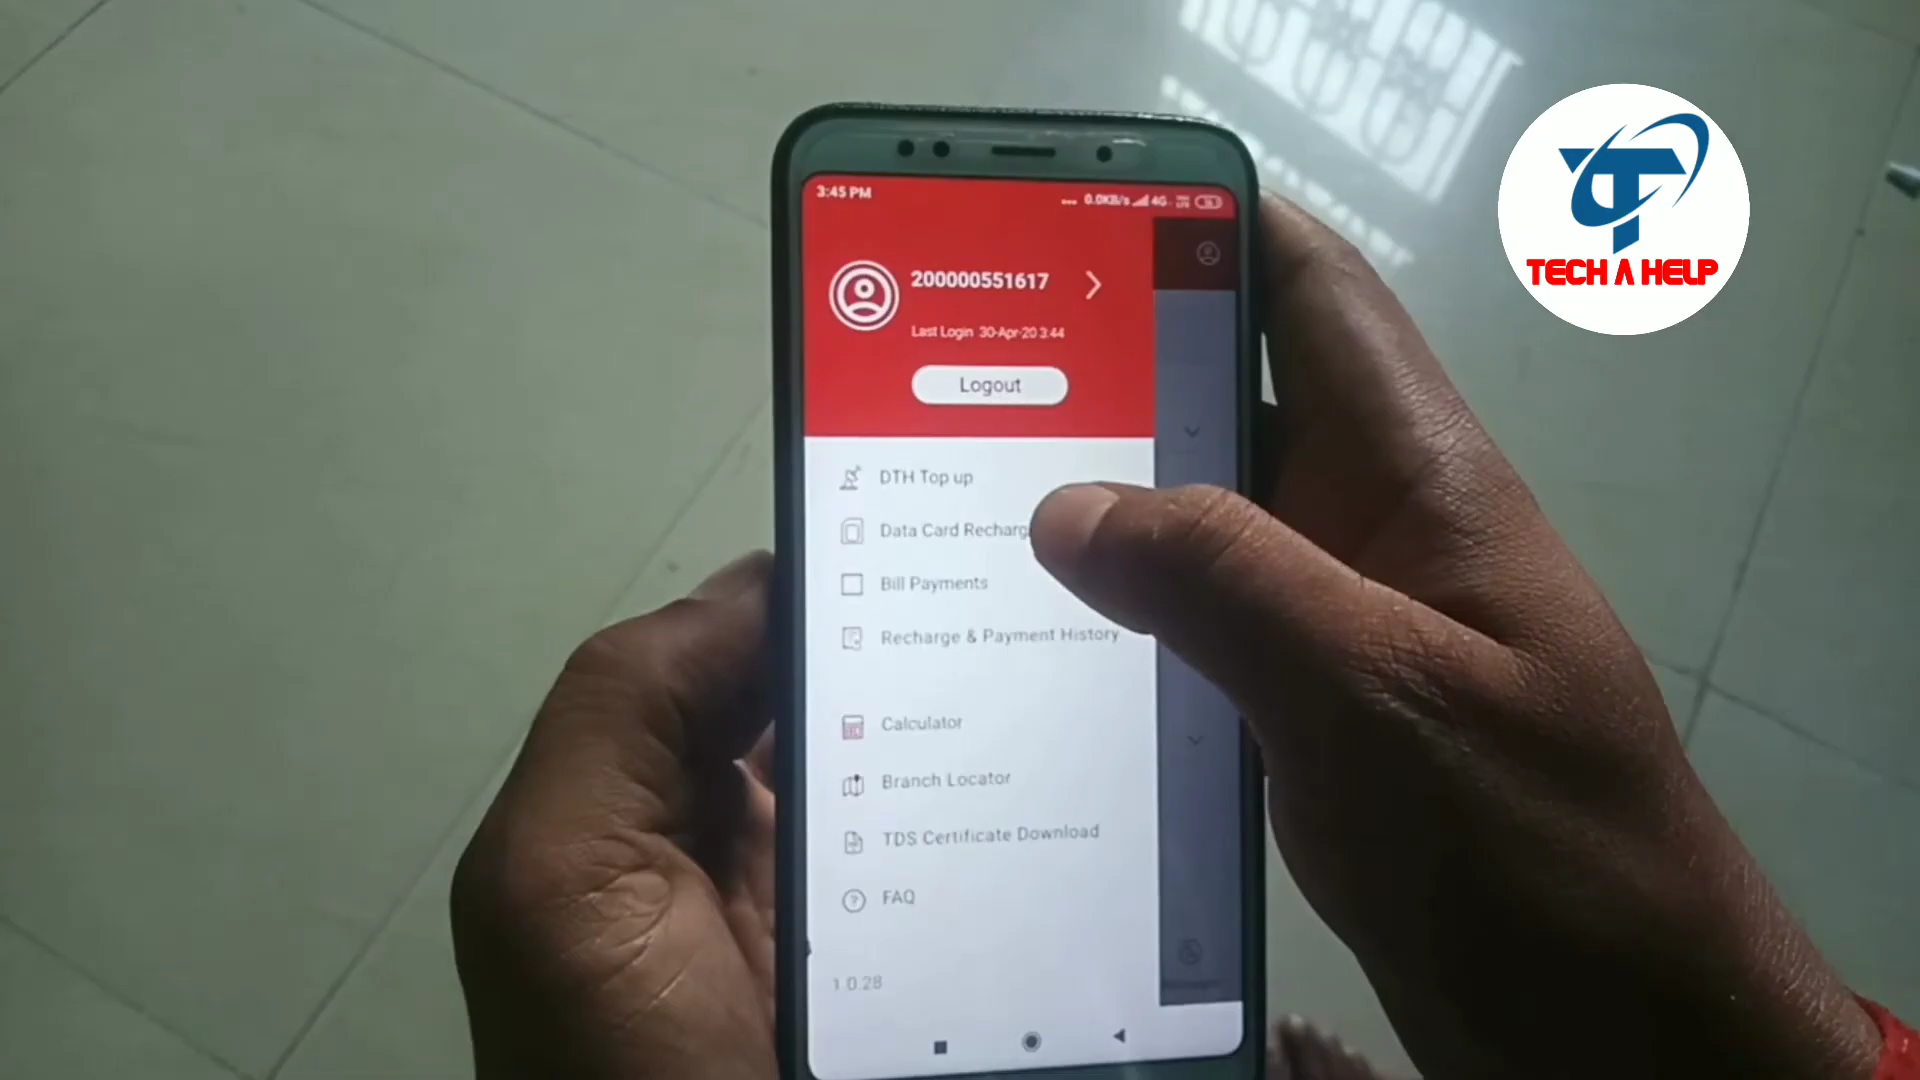 3:45 PM
0.0KB/s 4G
200000551617
Last Login 30-Apr-20 3:44
Logout
DTH Top up
Data Card Recharg
Bill Payments
Recharge & Payment History
Calculator
Branch Locator
TDS Certificate Download
FAQ
1.0.28
TECH A HELP